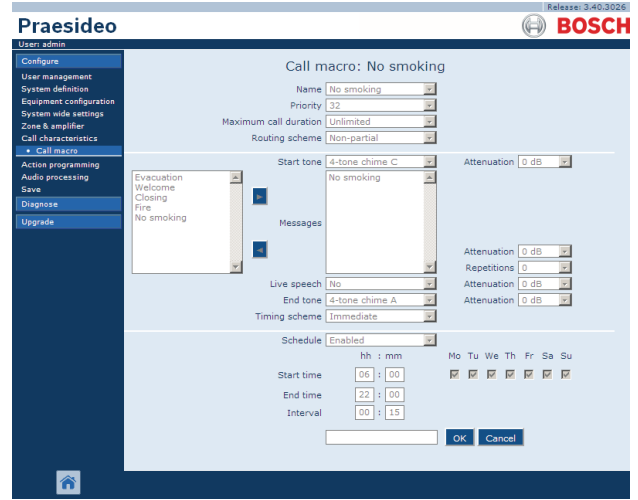 Release: 3.40.3026
Praesideo
BOSCH
User: admin
Configure
User management
System definition
Equipment configuration
System wide settings
Zone & amplifier
Call characteristics
• Call macro
Action programming
Audio processing
Save
Diagnose
Upgrade
Call macro: No smoking
Name No smoking
Priority 32
Maximum call duration Unlimited
Routing scheme Non-partial
Start tone 4-tone chime C Attenuation 0 dB
Evacuation
Welcome
Closing
Fire
No smoking
Messages
No smoking
Attenuation 0 dB
Repetitions 0
Live speech No Attenuation 0 dB
End tone 4-tone chime A Attenuation 0 dB
Timing scheme Immediate
Schedule Enabled
hh : mm Mo Tu We Th Fr Sa Su
Start time 06 : 00
End time 22 : 00
Interval 00 : 15
OK Cancel